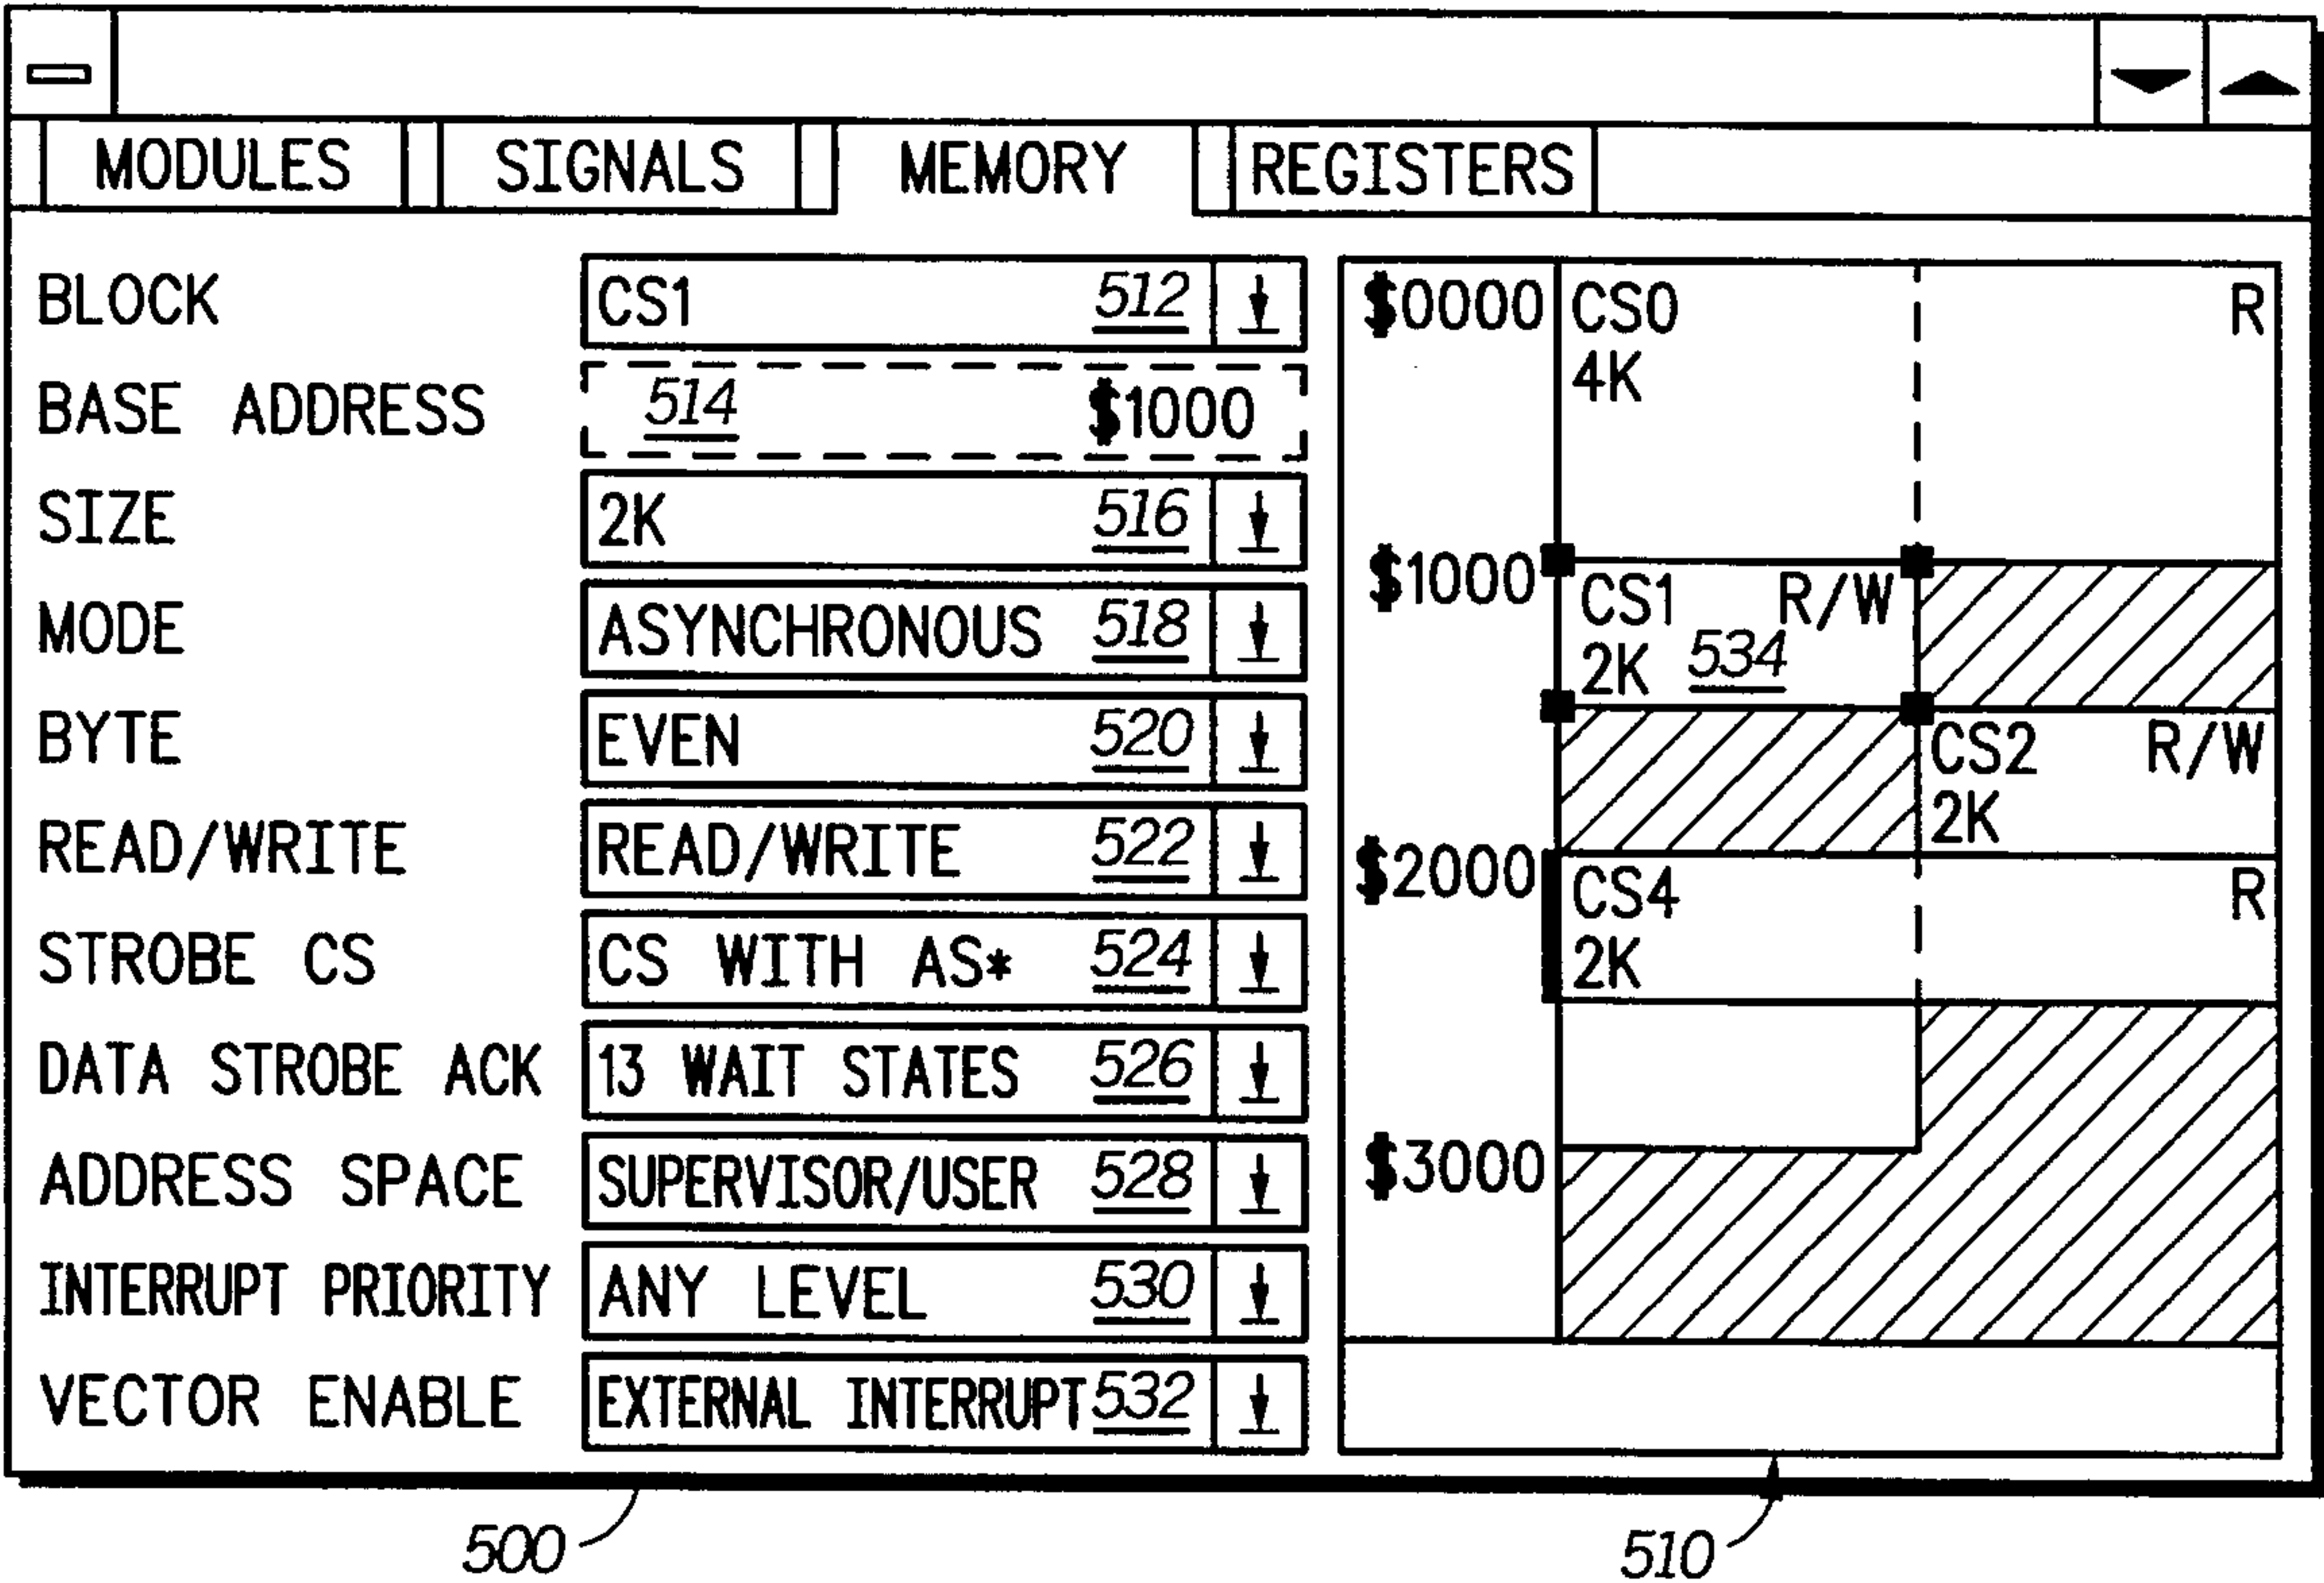 MODULES SIGNALS MEMORY REGISTERS
BLOCK CS1 512
BASE ADDRESS 514 $1000
SIZE 2K 516
MODE ASYNCHRONOUS 518
BYTE EVEN 520
READ/WRITE READ/WRITE 522
STROBE CS CS WITH AS* 524
DATA STROBE ACK 13 WAIT STATES 526
ADDRESS SPACE SUPERVISOR/USER 528
INTERRUPT PRIORITY ANY LEVEL 530
VECTOR ENABLE EXTERNAL INTERRUPT 532
$0000 CS0 R
4K
$1000 CS1 R/W
2K 534
CS2 R/W
2K
$2000 CS4 R
2K
$3000
500 510